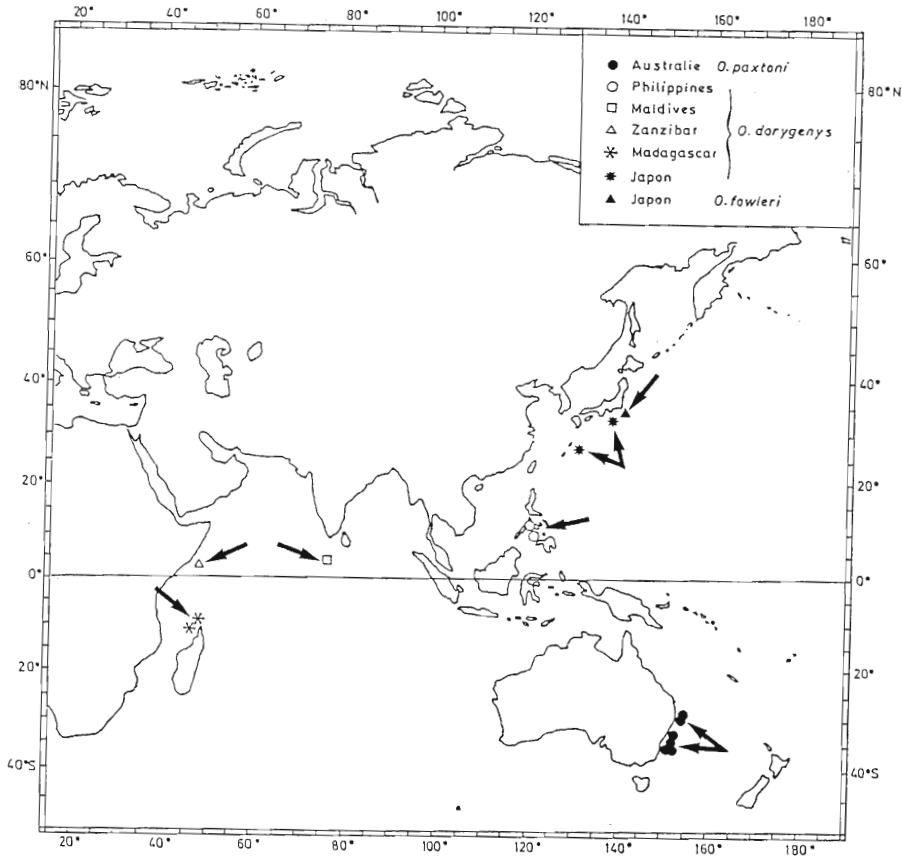 20° 40° 60° 80° 100° 120° 140° 160° 180°
● Australie O. paxtoni
○ Philippines
□ Maldives
△ Zanzibar O. dorygenys
Madagascar
Japon
▲ Japon O. fowleri
80°N 80°N
60° 60°
40° 40°
20° 20°
0° 0°
20° 20°
40°S 40°S
20° 40° 60° 80° 100° 120° 140° 160° 180°